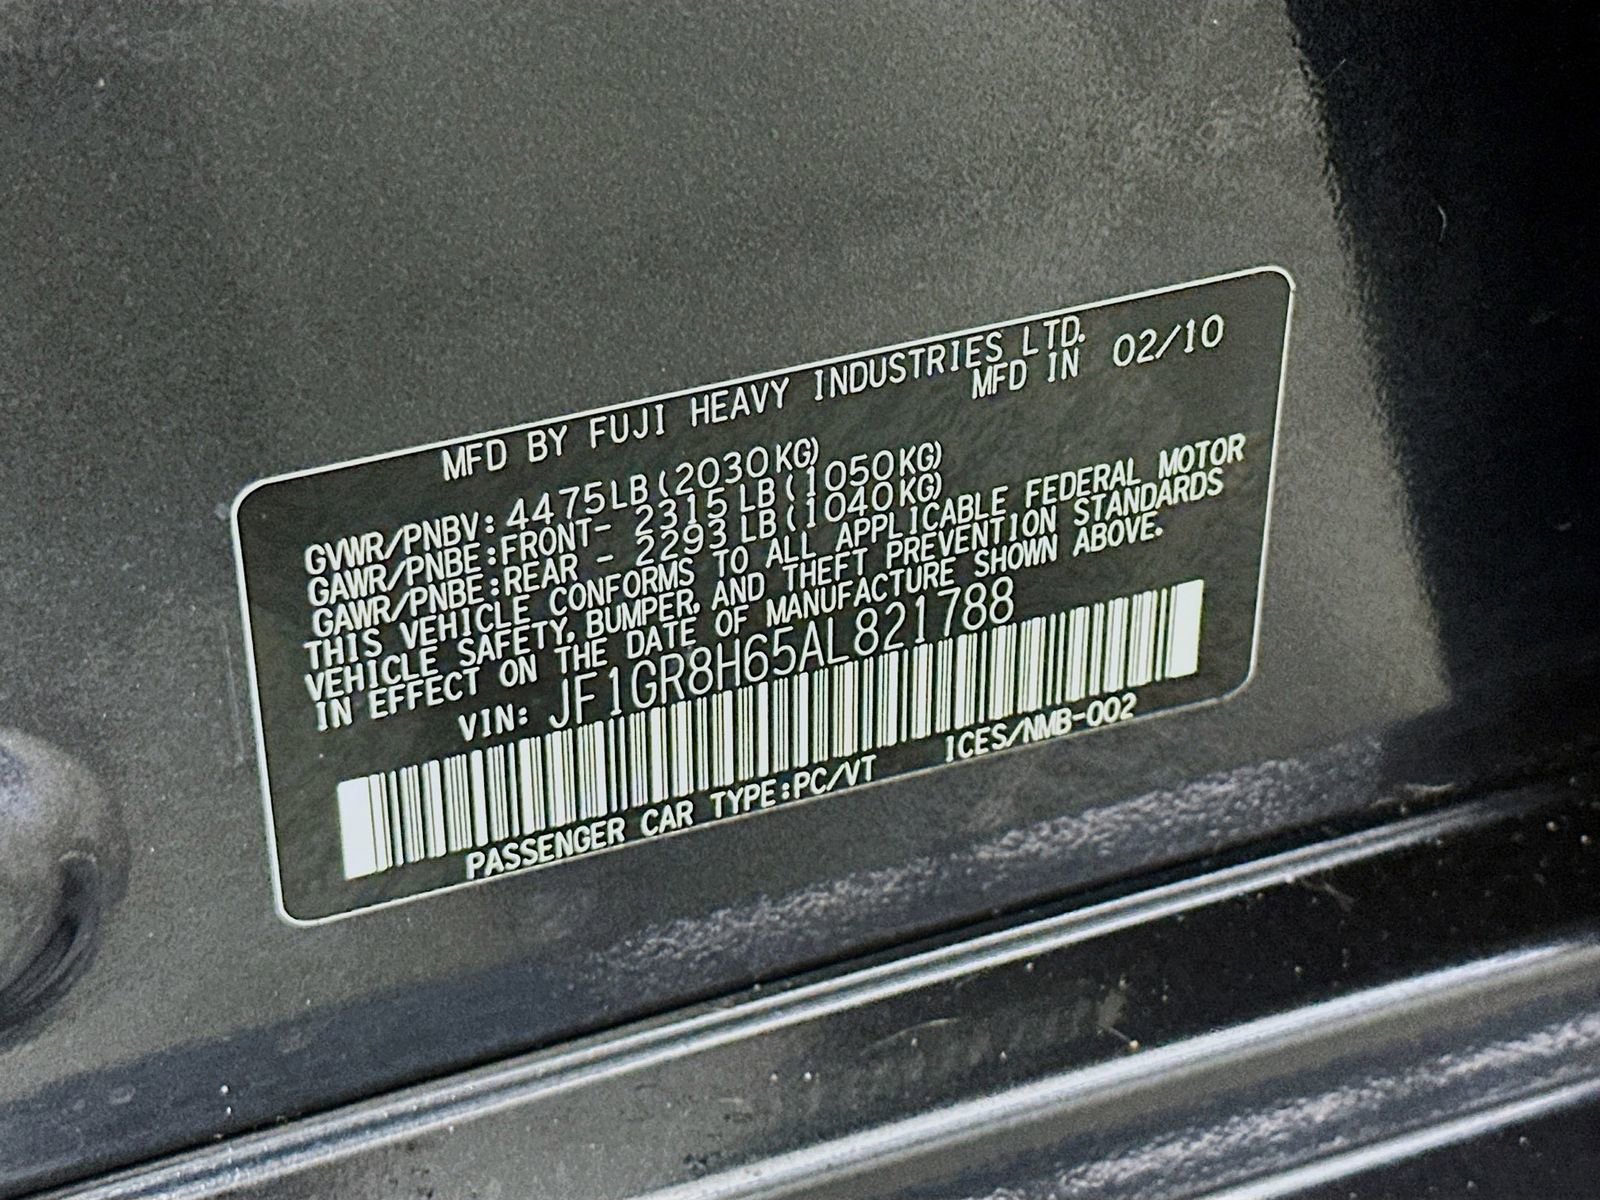 MFD BY FUJI HEAVY INDUSTRIES LTD.
MFD IN 02/10
GVWR/PNBV: 4475LB(2030KG)
GAWR/PNBE:FRONT- 2315LB(1050KG)
GAWR/PNBE:REAR - 2293LB(1040KG)
THIS VEHICLE CONFORMS TO ALL APPLICABLE FEDERAL MOTOR
VEHICLE SAFETY, BUMPER, AND THEFT PREVENTION STANDARDS
IN EFFECT ON THE DATE OF MANUFACTURE SHOWN ABOVE.
VIN: JF1GR8H65AL821788
PASSENGER CAR TYPE:PC/VT ICES/NMB-002